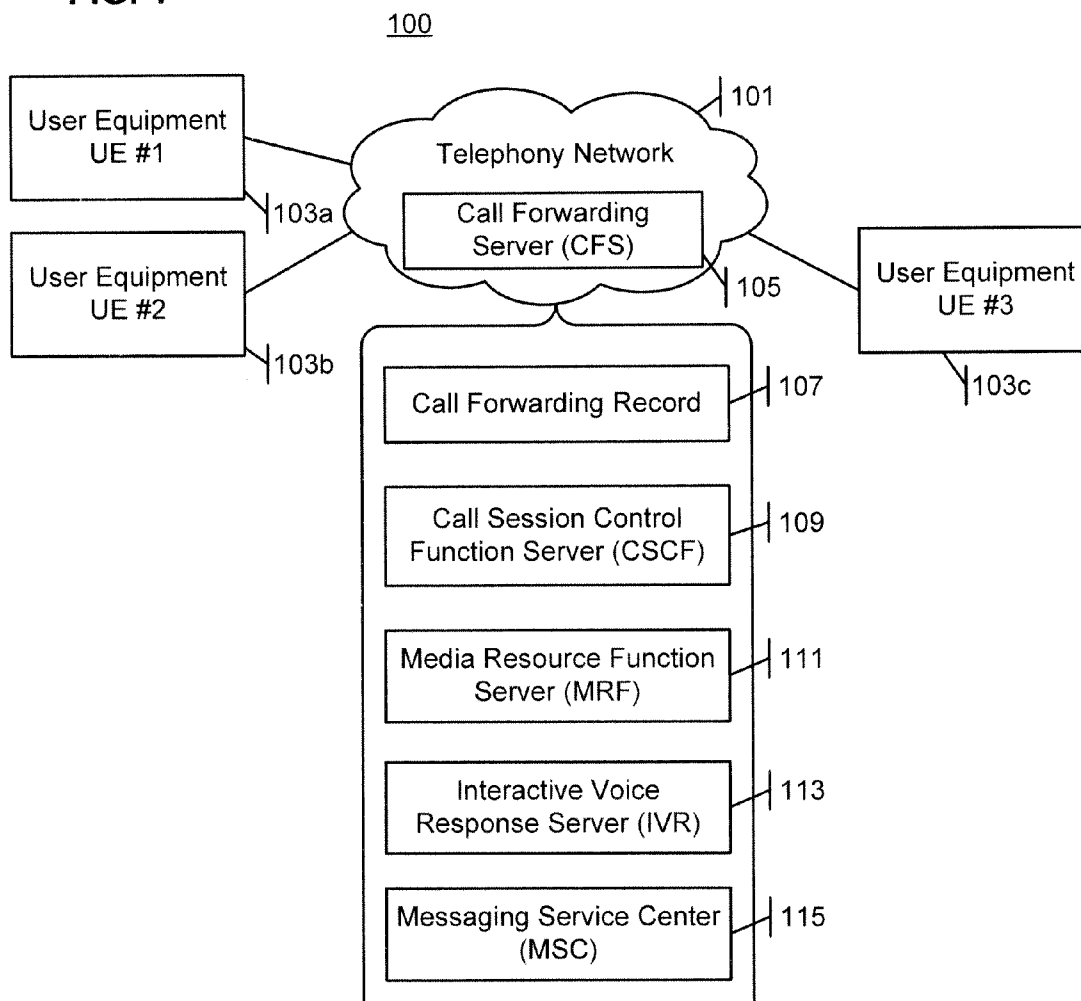 100
User Equipment
UE #1
103a
User Equipment
UE #2
103b
101
Telephony Network
Call Forwarding
Server (CFS)
105
User Equipment
UE #3
103c
Call Forwarding Record
107
Call Session Control
Function Server (CSCF)
109
Media Resource Function
Server (MRF)
111
Interactive Voice
Response Server (IVR)
113
Messaging Service Center
(MSC)
115